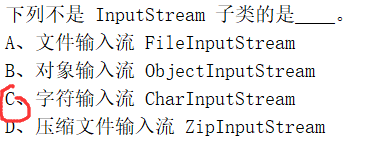 下列不是 InputStream 子类的是____。
A、文件输入流 FileInputStream
B、对象输入流 ObjectInputStream
C、字符输入流 CharInputStream
D、压缩文件输入流 ZipInputStream